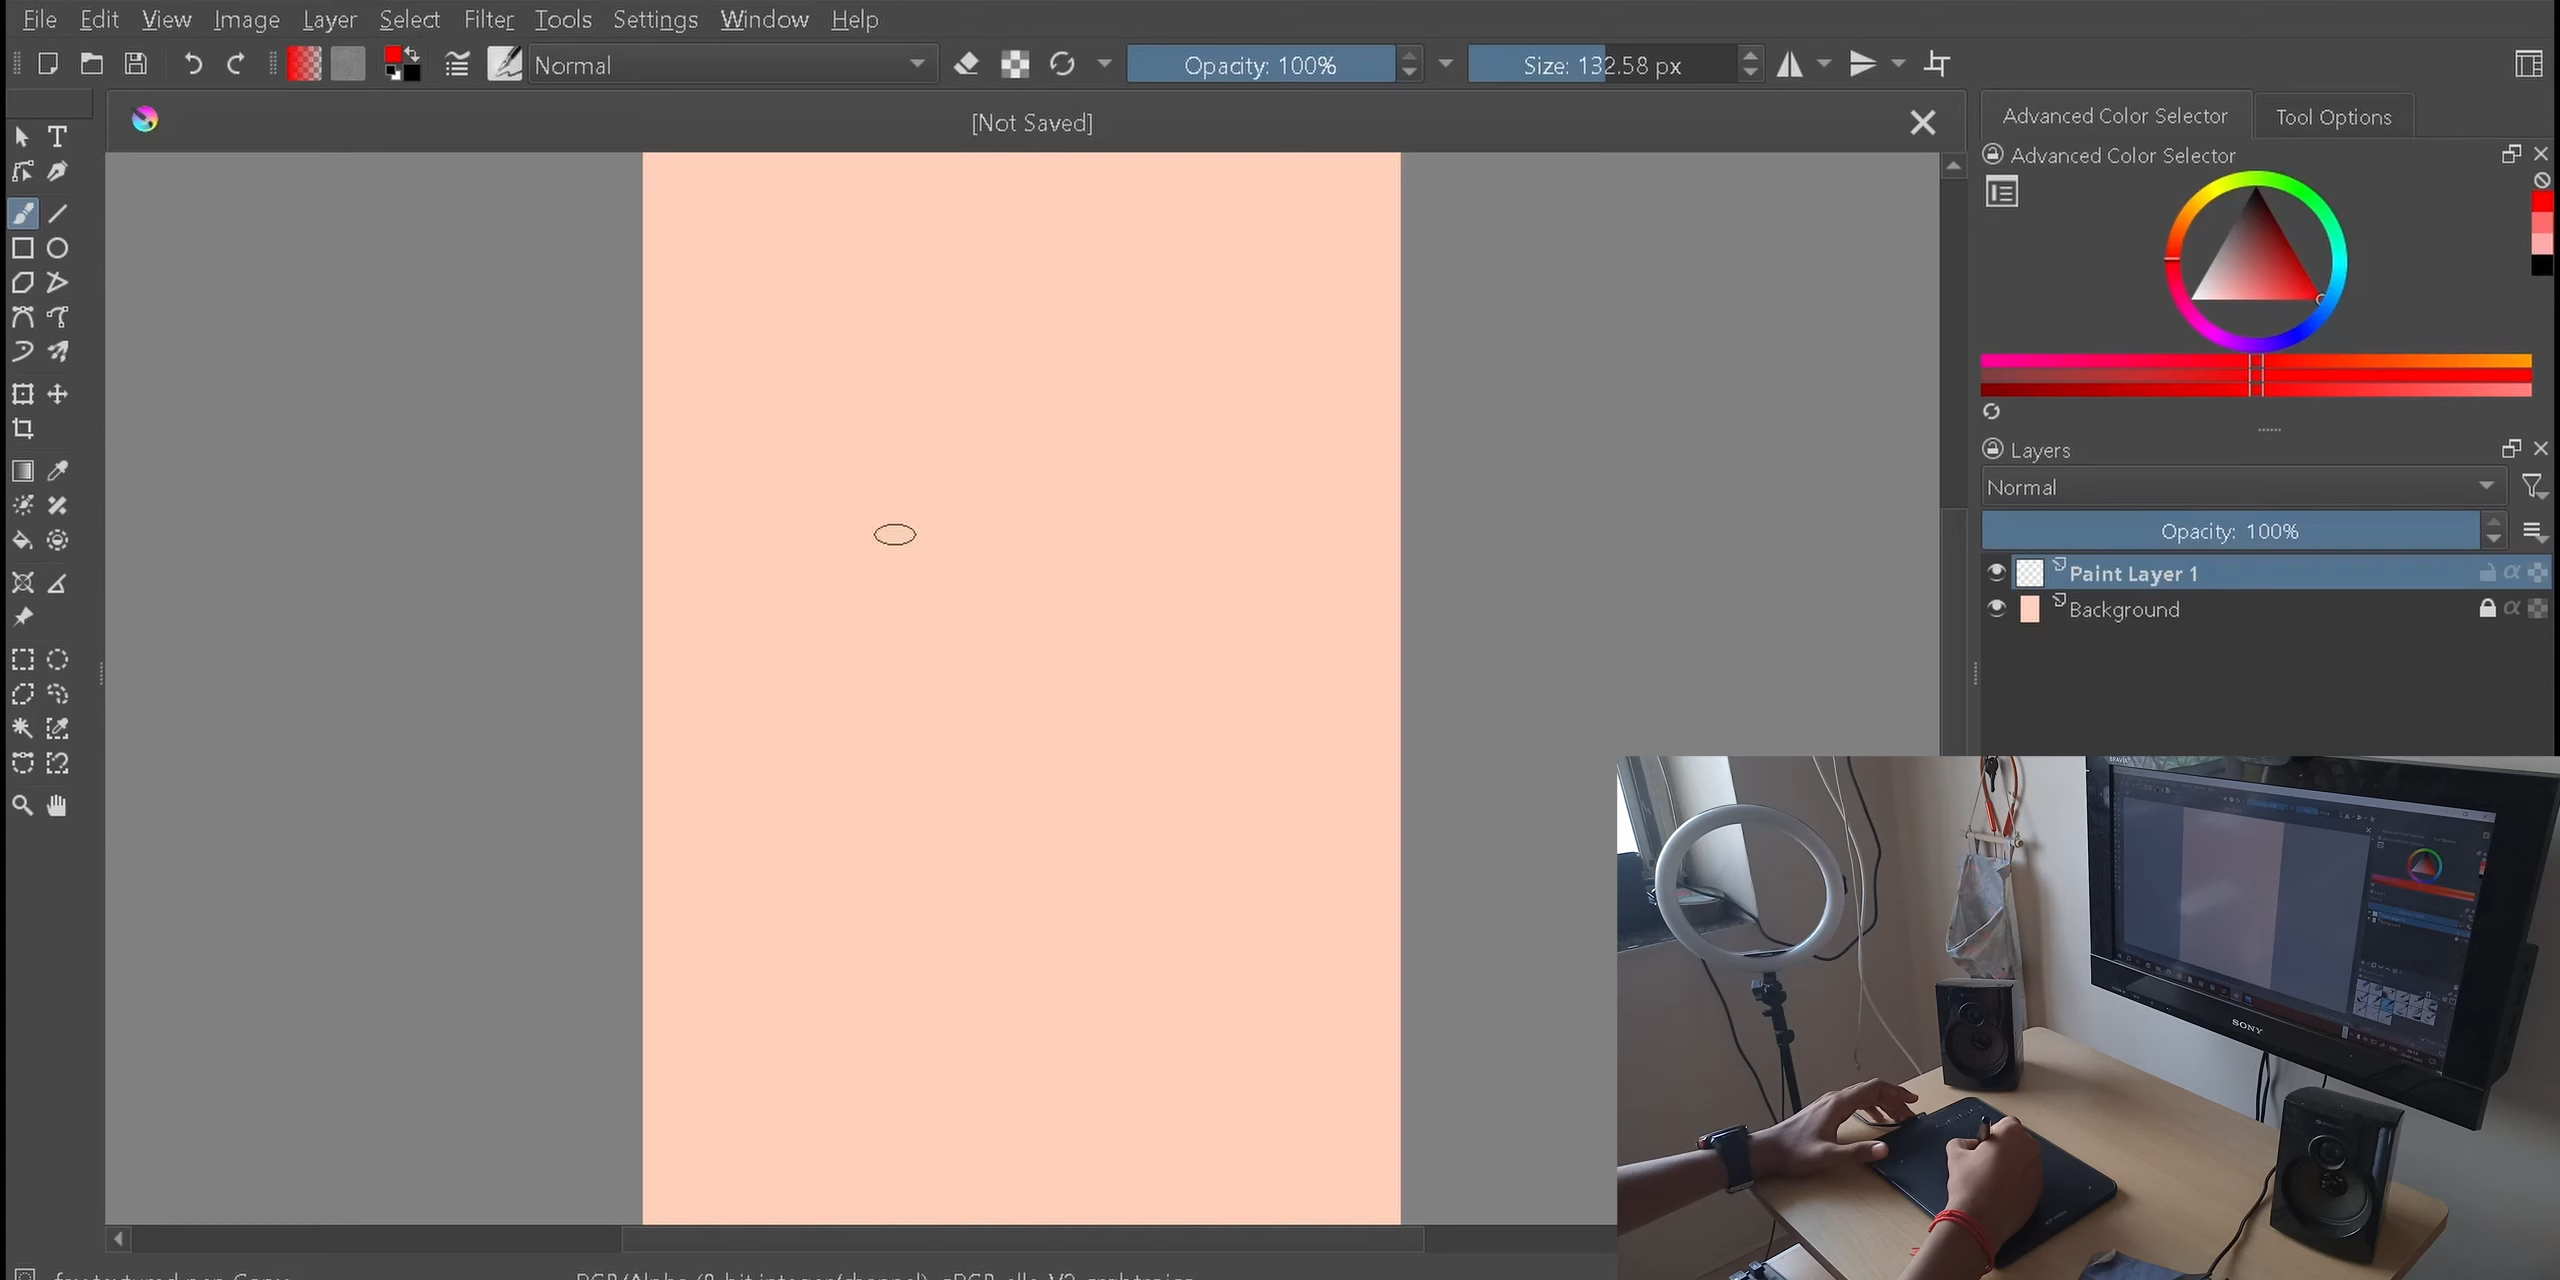 File Edit View Image Layer Select Filter Tools Settings Window Help
Normal Opacity: 100% Size: 132.58 px
[Not Saved]
Advanced Color Selector Tool Options
Advanced Color Selector
Layers
Normal
Opacity: 100%
Paint Layer 1
Background
BRAVIA
SONY